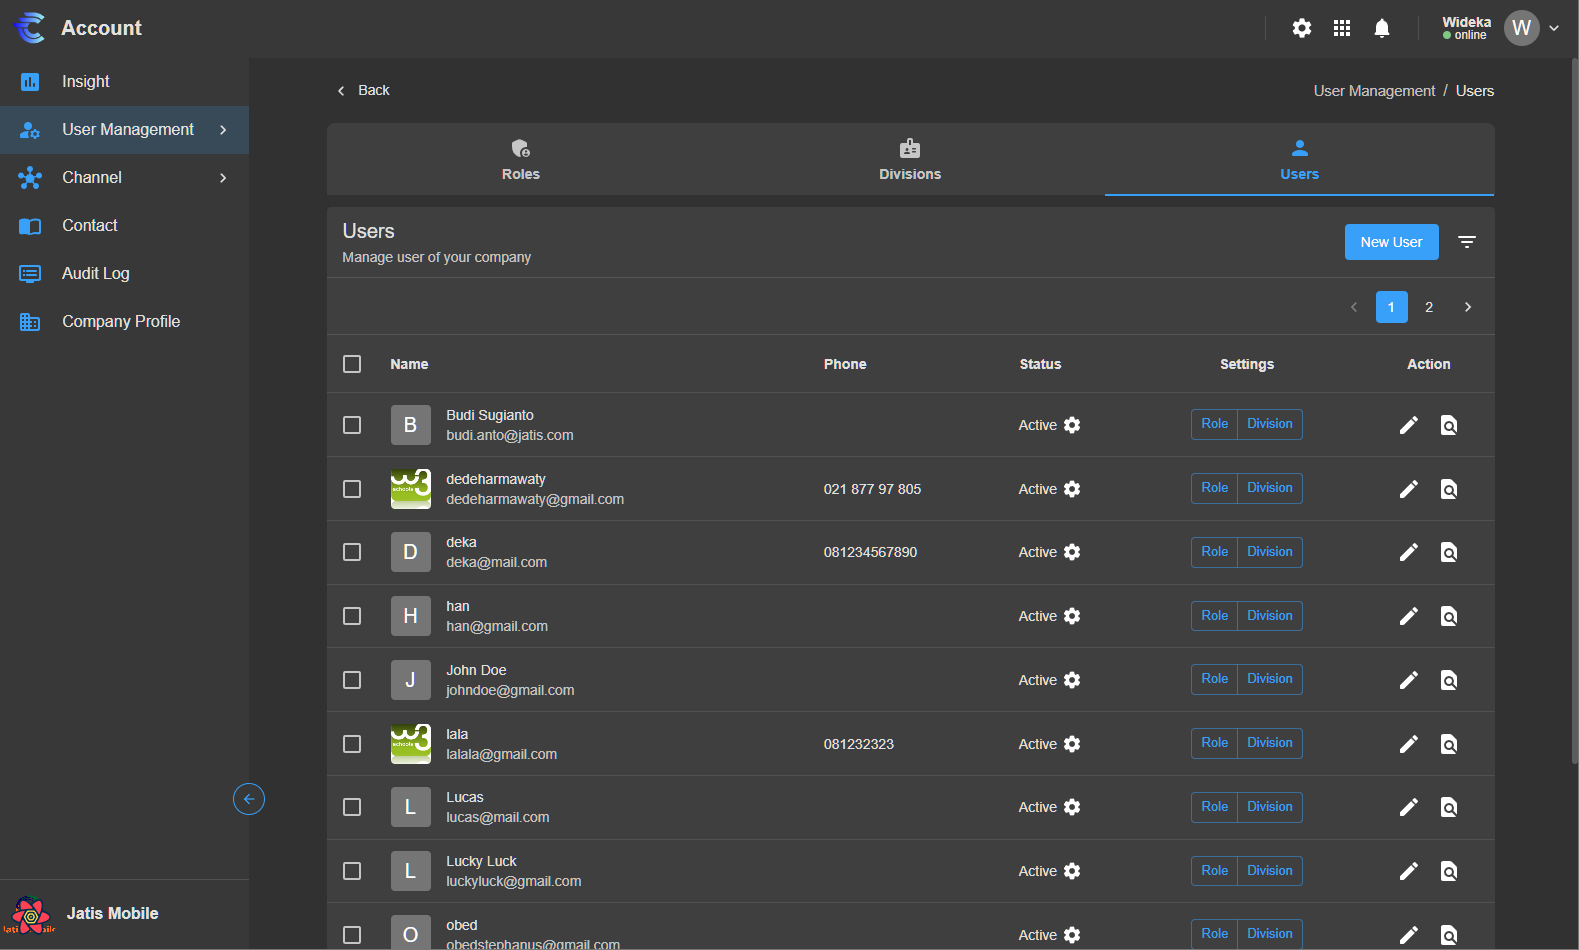 Account
Wideka
online
W
Insight
User Management
Channel
Contact
Audit Log
Company Profile
Jatis Mobile
Back
User Management / Users
Roles
Divisions
Users
Users
Manage user of your company
New User
1
2
Name Phone Status Settings Action
B
Budi Sugianto
budi.anto@jatis.com
Active
Role Division
dedeharmawaty
dedeharmawaty@gmail.com
021 877 97 805
Active
Role Division
D
deka
deka@mail.com
081234567890
Active
Role Division
H
han
han@gmail.com
Active
Role Division
J
John Doe
johndoe@gmail.com
Active
Role Division
lala
lalala@gmail.com
081232323
Active
Role Division
L
Lucas
lucas@mail.com
Active
Role Division
L
Lucky Luck
luckyluck@gmail.com
Active
Role Division
O
obed
obedstephanus@gmail.com
Active
Role Division